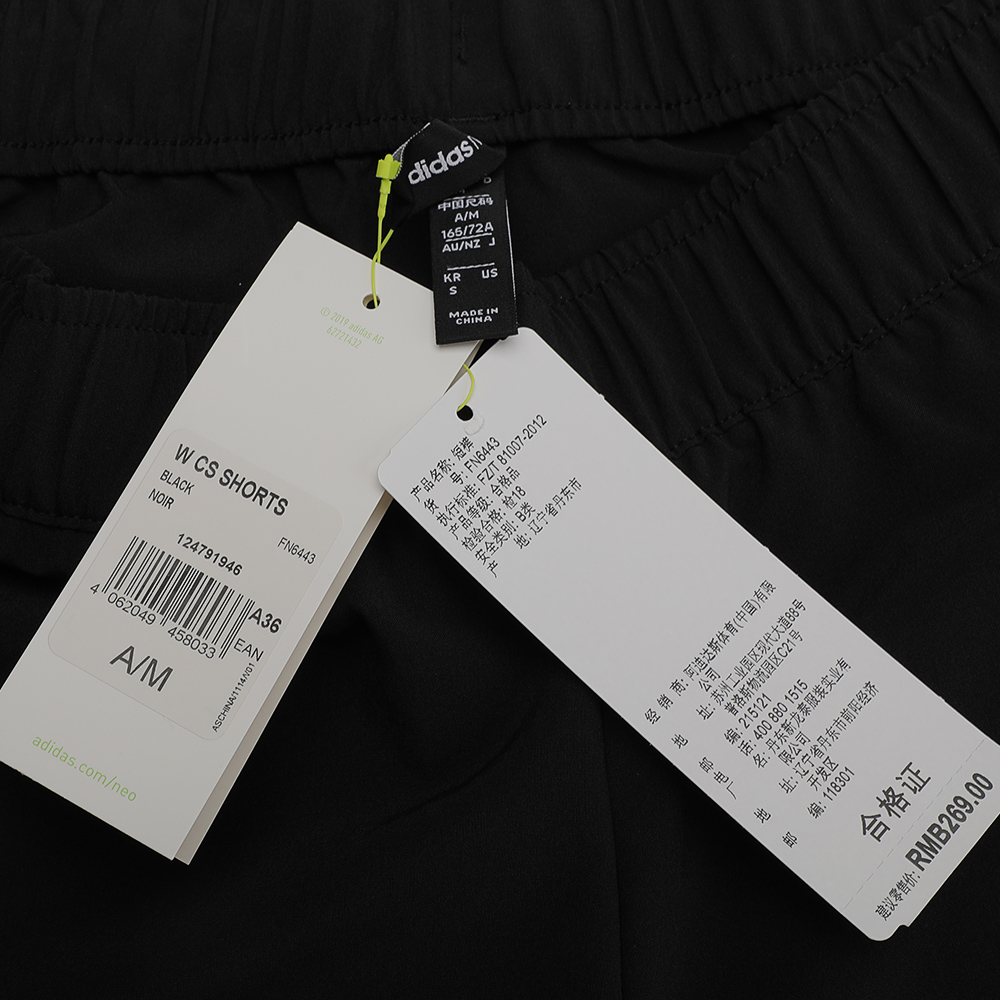 adidas
中国尺码
A/M
165/72A
AU/NZ J
KR US
S
MADE IN
CHINA
© 2019 adidas AG
62721432
W CS SHORTS
BLACK
NOIR
FN6443
124791946
4 062049 458033
A36
EAN
A/M
ASCHINA/1114/V01
adidas.com/neo
产品名称: 短裤
货 号: FN6443
执行标准: FZ/T 81007-2012
产品等级: 合格品
检验合格: 检18
安全类别: B类
产 地: 辽宁省丹东市
经 销 商: 阿迪达斯体育(中国)有限
公司
地 址: 苏州工业园区现代大道88号
普洛斯物流园区C21号
邮 编: 215121
电 话: 400 880 1515
厂 名: 丹东新龙泰服装实业有
限公司
地 址: 辽宁省丹东市前阳经济
开发区
邮 编: 118301
合格证
建议零售价: RMB269.00